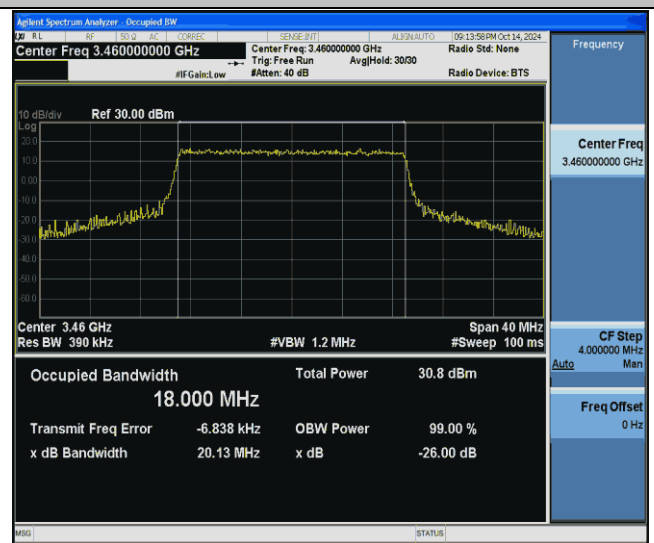 Agilent Spectrum Analyzer - Occupied BW
RL RF 50 Ω AC CORREC SENSE:INT ALIGNAUTO 09:13:58PM Oct 14, 2024
Center Freq 3.460000000 GHz Center Freq: 3.460000000 GHz Radio Std: None
Trig: Free Run Avg|Hold: 30/30
#IFGain:Low #Atten: 40 dB Radio Device: BTS
Frequency
10 dB/div Ref 30.00 dBm
Log
20.0
10.0
0.00
-10.0
-20.0
-30.0
-40.0
-50.0
-60.0
Center Freq
3.460000000 GHz
Center 3.46 GHz Span 40 MHz
Res BW 390 kHz #VBW 1.2 MHz #Sweep 100 ms
CF Step
4.000000 MHz
Auto Man
Occupied Bandwidth Total Power 30.8 dBm
18.000 MHz
Transmit Freq Error -6.838 kHz OBW Power 99.00 %
x dB Bandwidth 20.13 MHz x dB -26.00 dB
Freq Offset
0 Hz
MSG STATUS